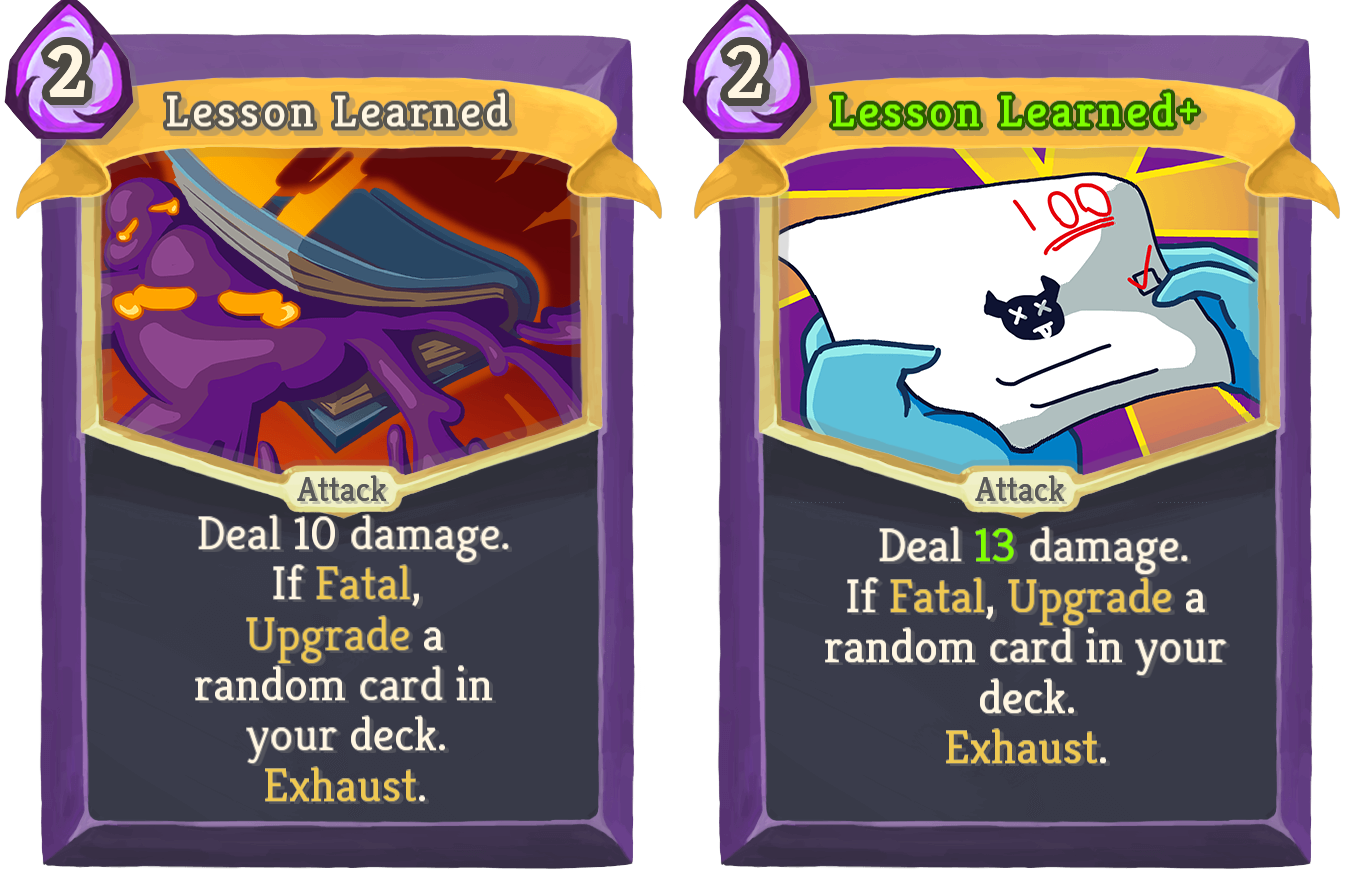 2
Lesson Learned
Attack
Deal 10 damage.
If Fatal,
Upgrade a
random card in
your deck.
Exhaust.
2
Lesson Learned+
100
Attack
Deal 13 damage.
If Fatal, Upgrade a
random card in your
deck.
Exhaust.